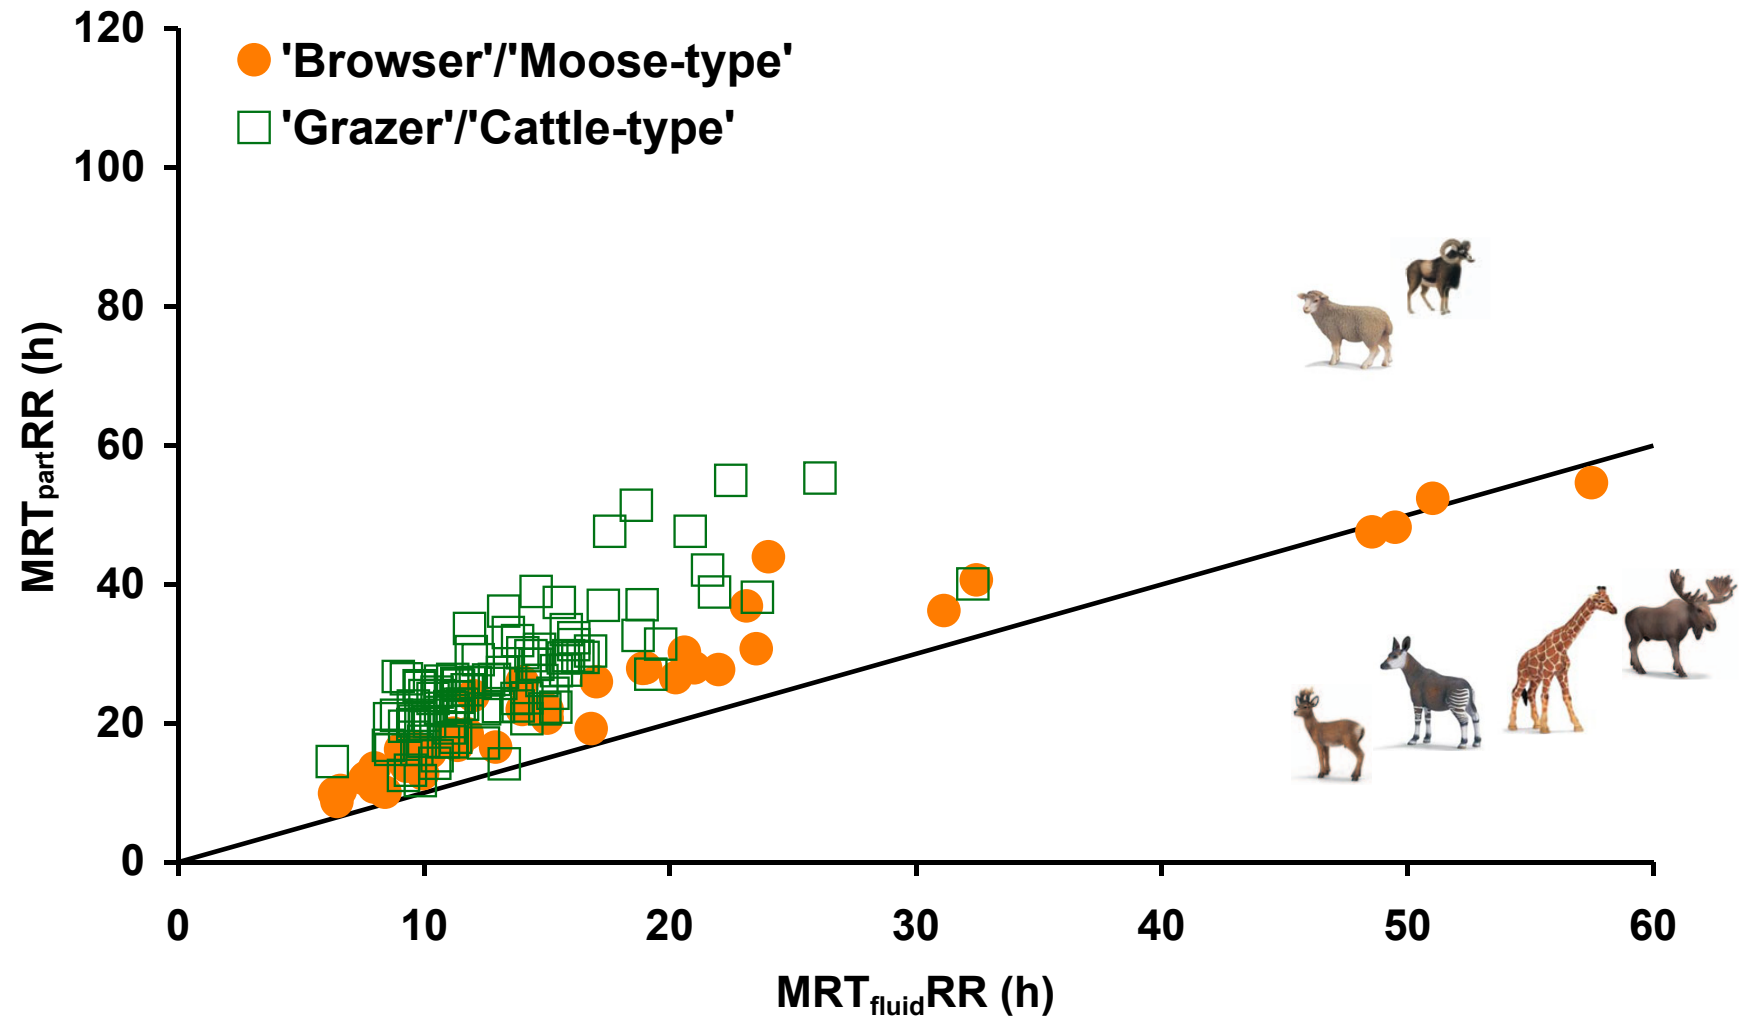 120
'Browser'/'Moose-type'
'Grazer'/'Cattle-type'
100
80
60
40
20
0
MRTpartRR (h)
0 10 20 30 40 50 60
MRTfluidRR (h)